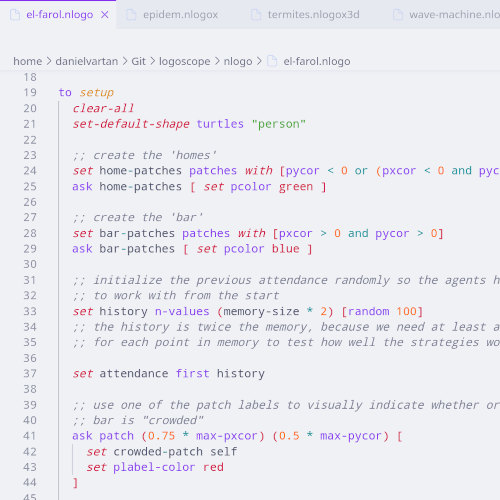 el-farol.nlogo epidem.nlogox termites.nlogox3d wave-machine.nlo
home > danielvartan > Git > logoscope > nlogo > el-farol.nlogo
18
19 to setup
20 clear-all
21 set-default-shape turtles "person"
22
23 ;; create the 'homes'
24 set home-patches patches with [pycor < 0 or (pxcor < 0 and pyc
25 ask home-patches [ set pcolor green ]
26
27 ;; create the 'bar'
28 set bar-patches patches with [pxcor > 0 and pycor > 0]
29 ask bar-patches [ set pcolor blue ]
30
31 ;; initialize the previous attendance randomly so the agents h
32 ;; to work with from the start
33 set history n-values (memory-size * 2) [random 100]
34 ;; the history is twice the memory, because we need at least a
35 ;; for each point in memory to test how well the strategies wo
36
37 set attendance first history
38
39 ;; use one of the patch labels to visually indicate whether or
40 ;; bar is "crowded"
41 ask patch (0.75 * max-pxcor) (0.5 * max-pycor) [
42 set crowded-patch self
43 set plabel-color red
44 ]
45